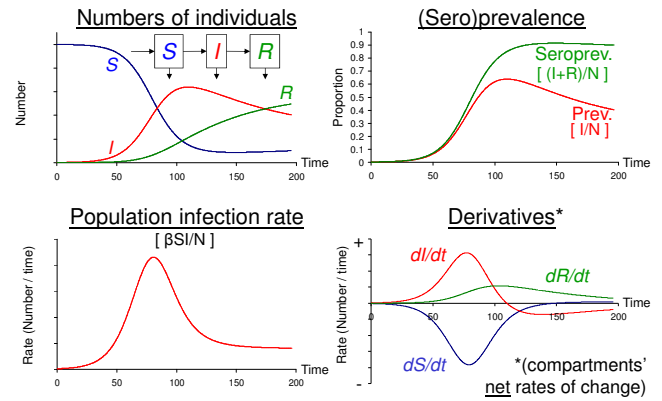 Numbers of individuals
S
S
I
R
R
I
Number
0
50
100
150
200
Time
(Sero)prevalence
1
0.9
0.8
0.7
0.6
0.5
0.4
0.3
0.2
0.1
0
Proportion
Seroprev.
[ (I+R)/N ]
Prev.
[ I/N ]
0
50
100
150
200
Time
Population infection rate
[ βSI/N ]
Rate (Number / time)
0
50
100
150
200
Time
Derivatives*
+
-
Rate (Number / time)
dI/dt
dR/dt
dS/dt
0
50
100
150
200
Time
*(compartments'
net rates of change)